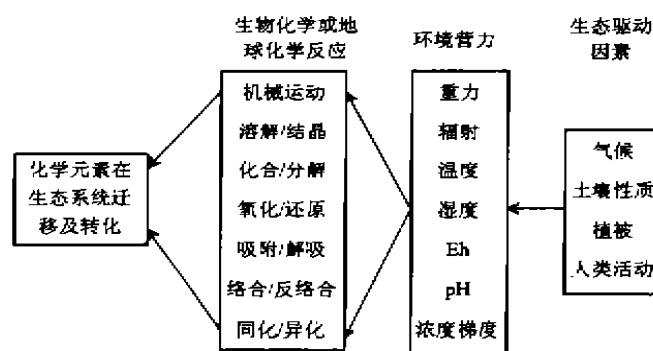 生物化学或地
球化学反应
机械运动
溶解/结晶
化合/分解
氧化/还原
吸附/解吸
络合/反络合
同化/异化
环境营力
重力
辐射
温度
湿度
Eh
pH
浓度梯度
生态驱动
因素
气候
土壤性质
植被
人类活动
化学元素在
生态系统迁
移及转化